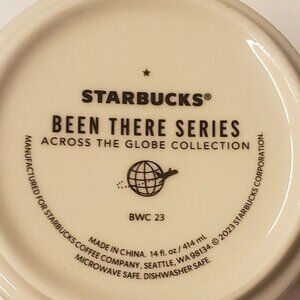 STARBUCKS®
BEEN THERE SERIES
ACROSS THE GLOBE COLLECTION
BWC 23
MANUFACTURED FOR STARBUCKS CORPORATION.
STARBUCKS COFFEE COMPANY, SEATTLE, WA 98134. © 2023
MADE IN CHINA. 14 fl. oz / 414 mL
MICROWAVE SAFE. DISHWASHER SAFE